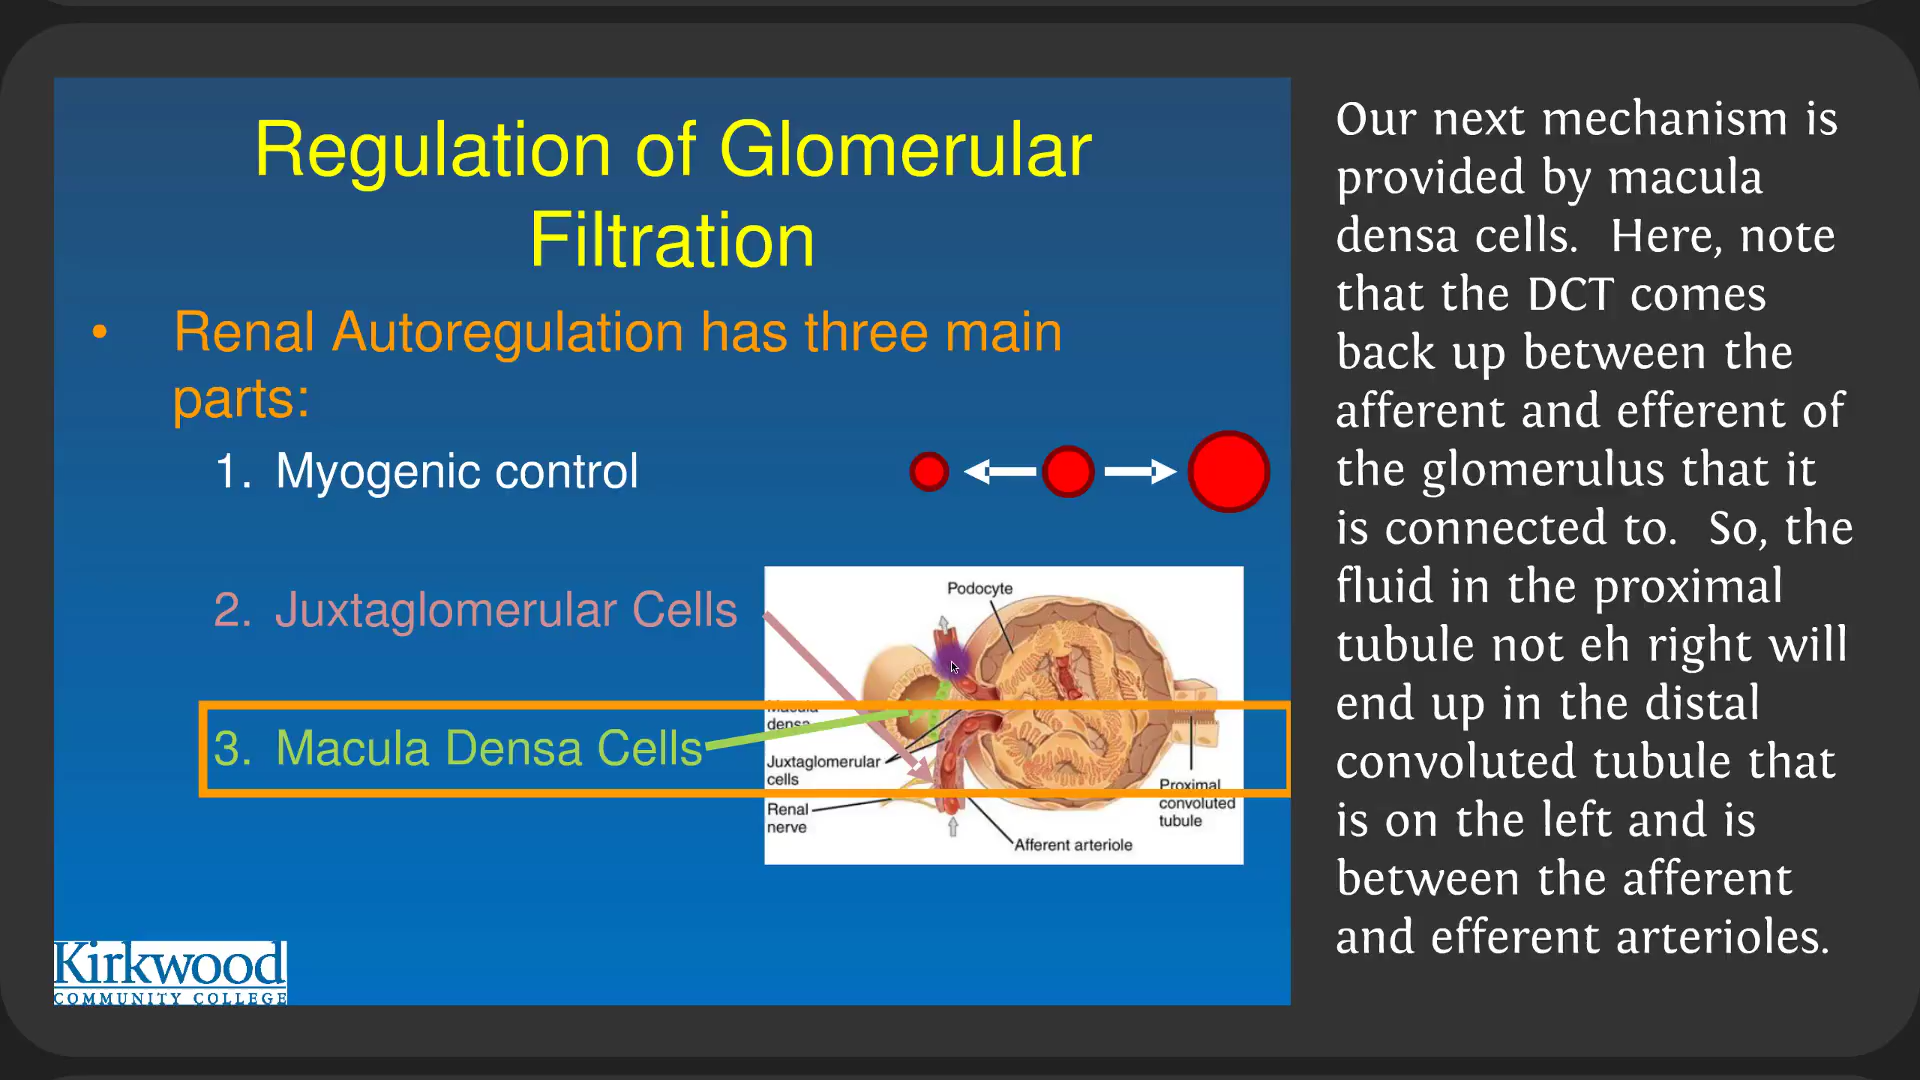 Regulation of Glomerular
Filtration
• Renal Autoregulation has three main
parts:
1. Myogenic control
2. Juxtaglomerular Cells
3. Macula Densa Cells
Podocyte
Macula
densa
Juxtaglomerular
cells
Renal
nerve
Proximal
convoluted
tubule
Afferent arteriole
Kirkwood
COMMUNITY COLLEGE
Our next mechanism is
provided by macula
densa cells. Here, note
that the DCT comes
back up between the
afferent and efferent of
the glomerulus that it
is connected to. So, the
fluid in the proximal
tubule not eh right will
end up in the distal
convoluted tubule that
is on the left and is
between the afferent
and efferent arterioles.